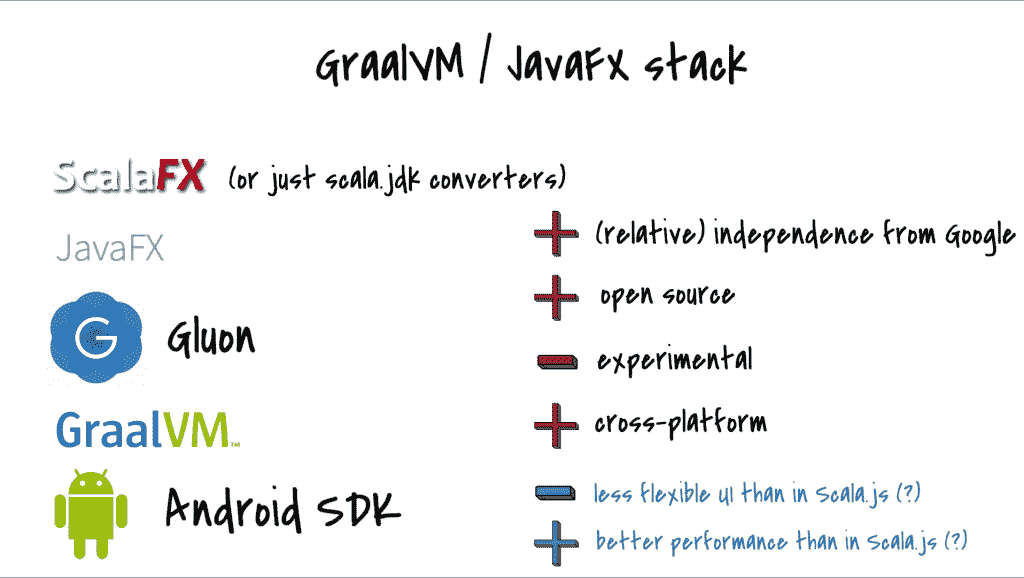 GraalVM / JavaFX stack
ScalaFX (or just scala.jdk converters)
JavaFX
G Gluon
GraalVM™
Android SDK
(relative) independence from Google
open source
experimental
cross-platform
less flexible UI than in Scala.js (?)
better performance than in Scala.js (?)